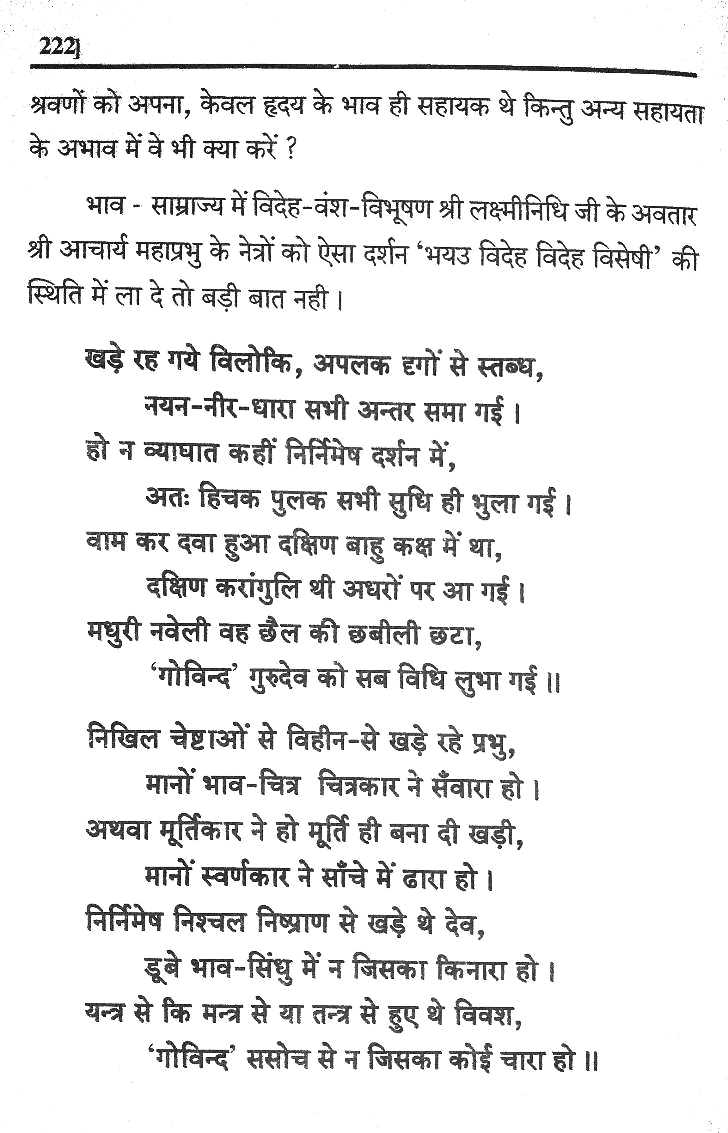 222]
श्रवणों को अपना, केवल हृदय के भाव ही सहायक थे किन्तु अन्य सहायता
के अभाव में वे भी क्या करें ?
भाव - साम्राज्य में विदेह-वंश-विभूषण श्री लक्ष्मीनिधि जी के अवतार
श्री आचार्य महाप्रभु के नेत्रों को ऐसा दर्शन ‘भयउ विदेह विदेह विसेषी’ की
स्थिति में ला दे तो बड़ी बात नही ।
खड़े रह गये विलोकि, अपलक दृगों से स्तब्ध,
नयन-नीर-धारा सभी अन्तर समा गई ।
हो न व्याघात कहीं निर्निमेष दर्शन में,
अतः हिचक पुलक सभी सुधि ही भुला गई ।
वाम कर दवा हुआ दक्षिण बाहु कक्ष में था,
दक्षिण करांगुलि थी अधरों पर आ गई ।
मधुरी नवेली वह छैल की छबीली छटा,
‘गोविन्द’ गुरुदेव को सब विधि लुभा गई ॥
निखिल चेष्टाओं से विहीन-से खड़े रहे प्रभु,
मानों भाव-चित्र चित्रकार ने सँवारा हो ।
अथवा मूर्तिकार ने हो मूर्ति ही बना दी खड़ी,
मानों स्वर्णकार ने साँचे में ढारा हो ।
निर्निमेष निश्चल निष्प्राण से खड़े थे देव,
डूबे भाव-सिंधु में न जिसका किनारा हो ।
यन्त्र से कि मन्त्र से या तन्त्र से हुए थे विवश,
‘गोविन्द’ ससोच से न जिसका कोई चारा हो ॥